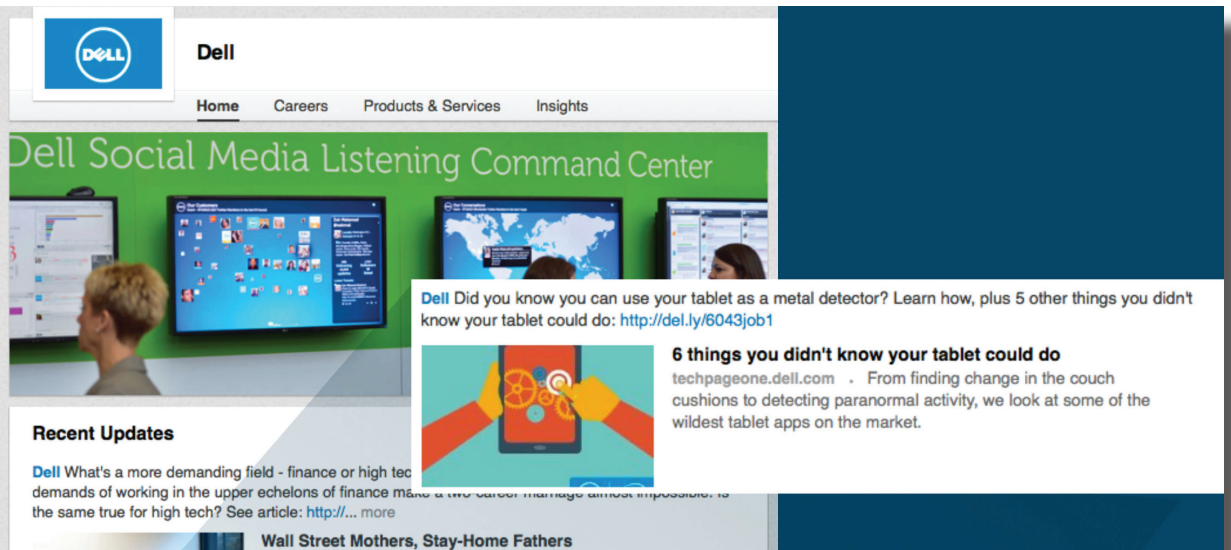 DELL
Dell
Home Careers Products & Services Insights
Dell Social Media Listening Command Center
Our Customers
Our Conversations
Dell Did you know you can use your tablet as a metal detector? Learn how, plus 5 other things you didn't
know your tablet could do: http://del.ly/6043job1
6 things you didn't know your tablet could do
techpageone.dell.com . From finding change in the couch
cushions to detecting paranormal activity, we look at some of the
wildest tablet apps on the market.
Recent Updates
Dell What's a more demanding field - finance or high tec
demands of working in the upper echelons of finance make a two-career marriage almost impossible. Is
the same true for high tech? See article: http://... more
Wall Street Mothers, Stay-Home Fathers